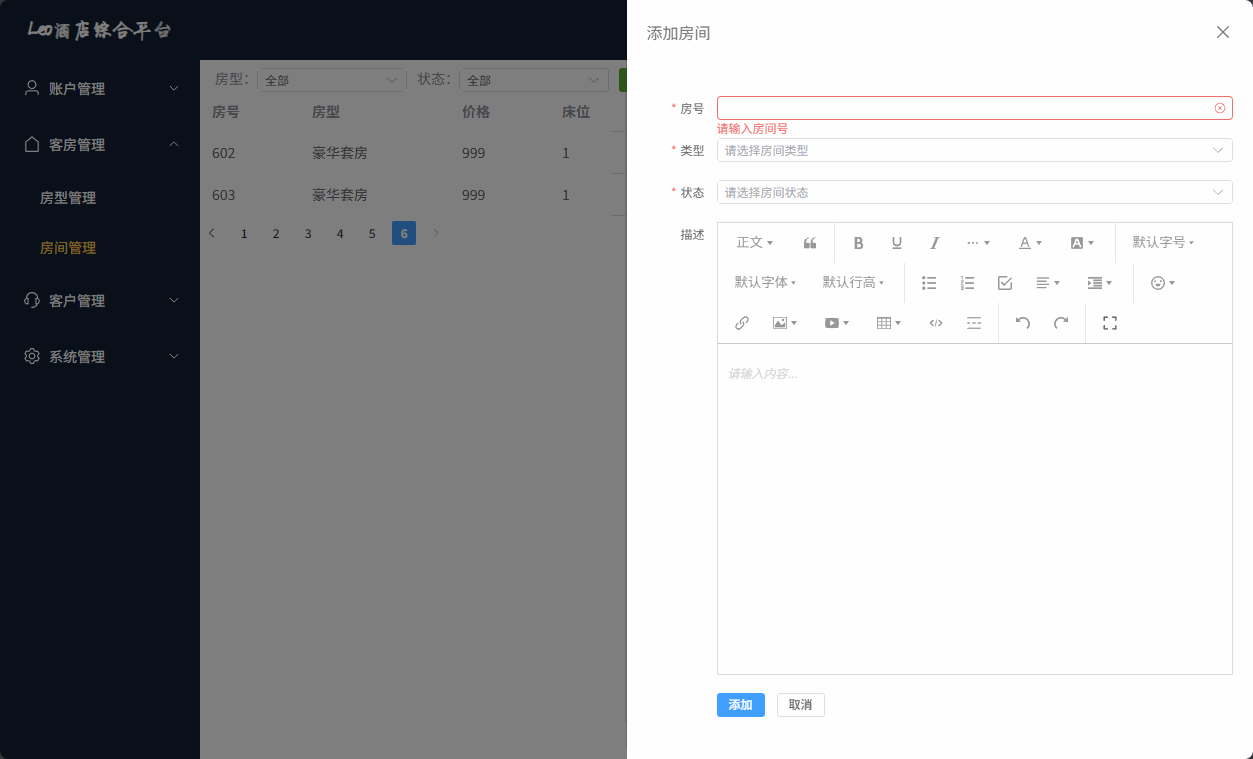 Leo酒店综合平台
账户管理
客房管理
房型管理
房间管理
客户管理
系统管理
房型： 全部 状态： 全部
房号 房型 价格 床位
602 豪华套房 999 1
603 豪华套房 999 1
1 2 3 4 5 6
添加房间
* 房号
请输入房间号
* 类型 请选择房间类型
* 状态 请选择房间状态
描述
正文 B U I A A 默认字号
默认字体 默认行高
请输入内容...
添加 取消